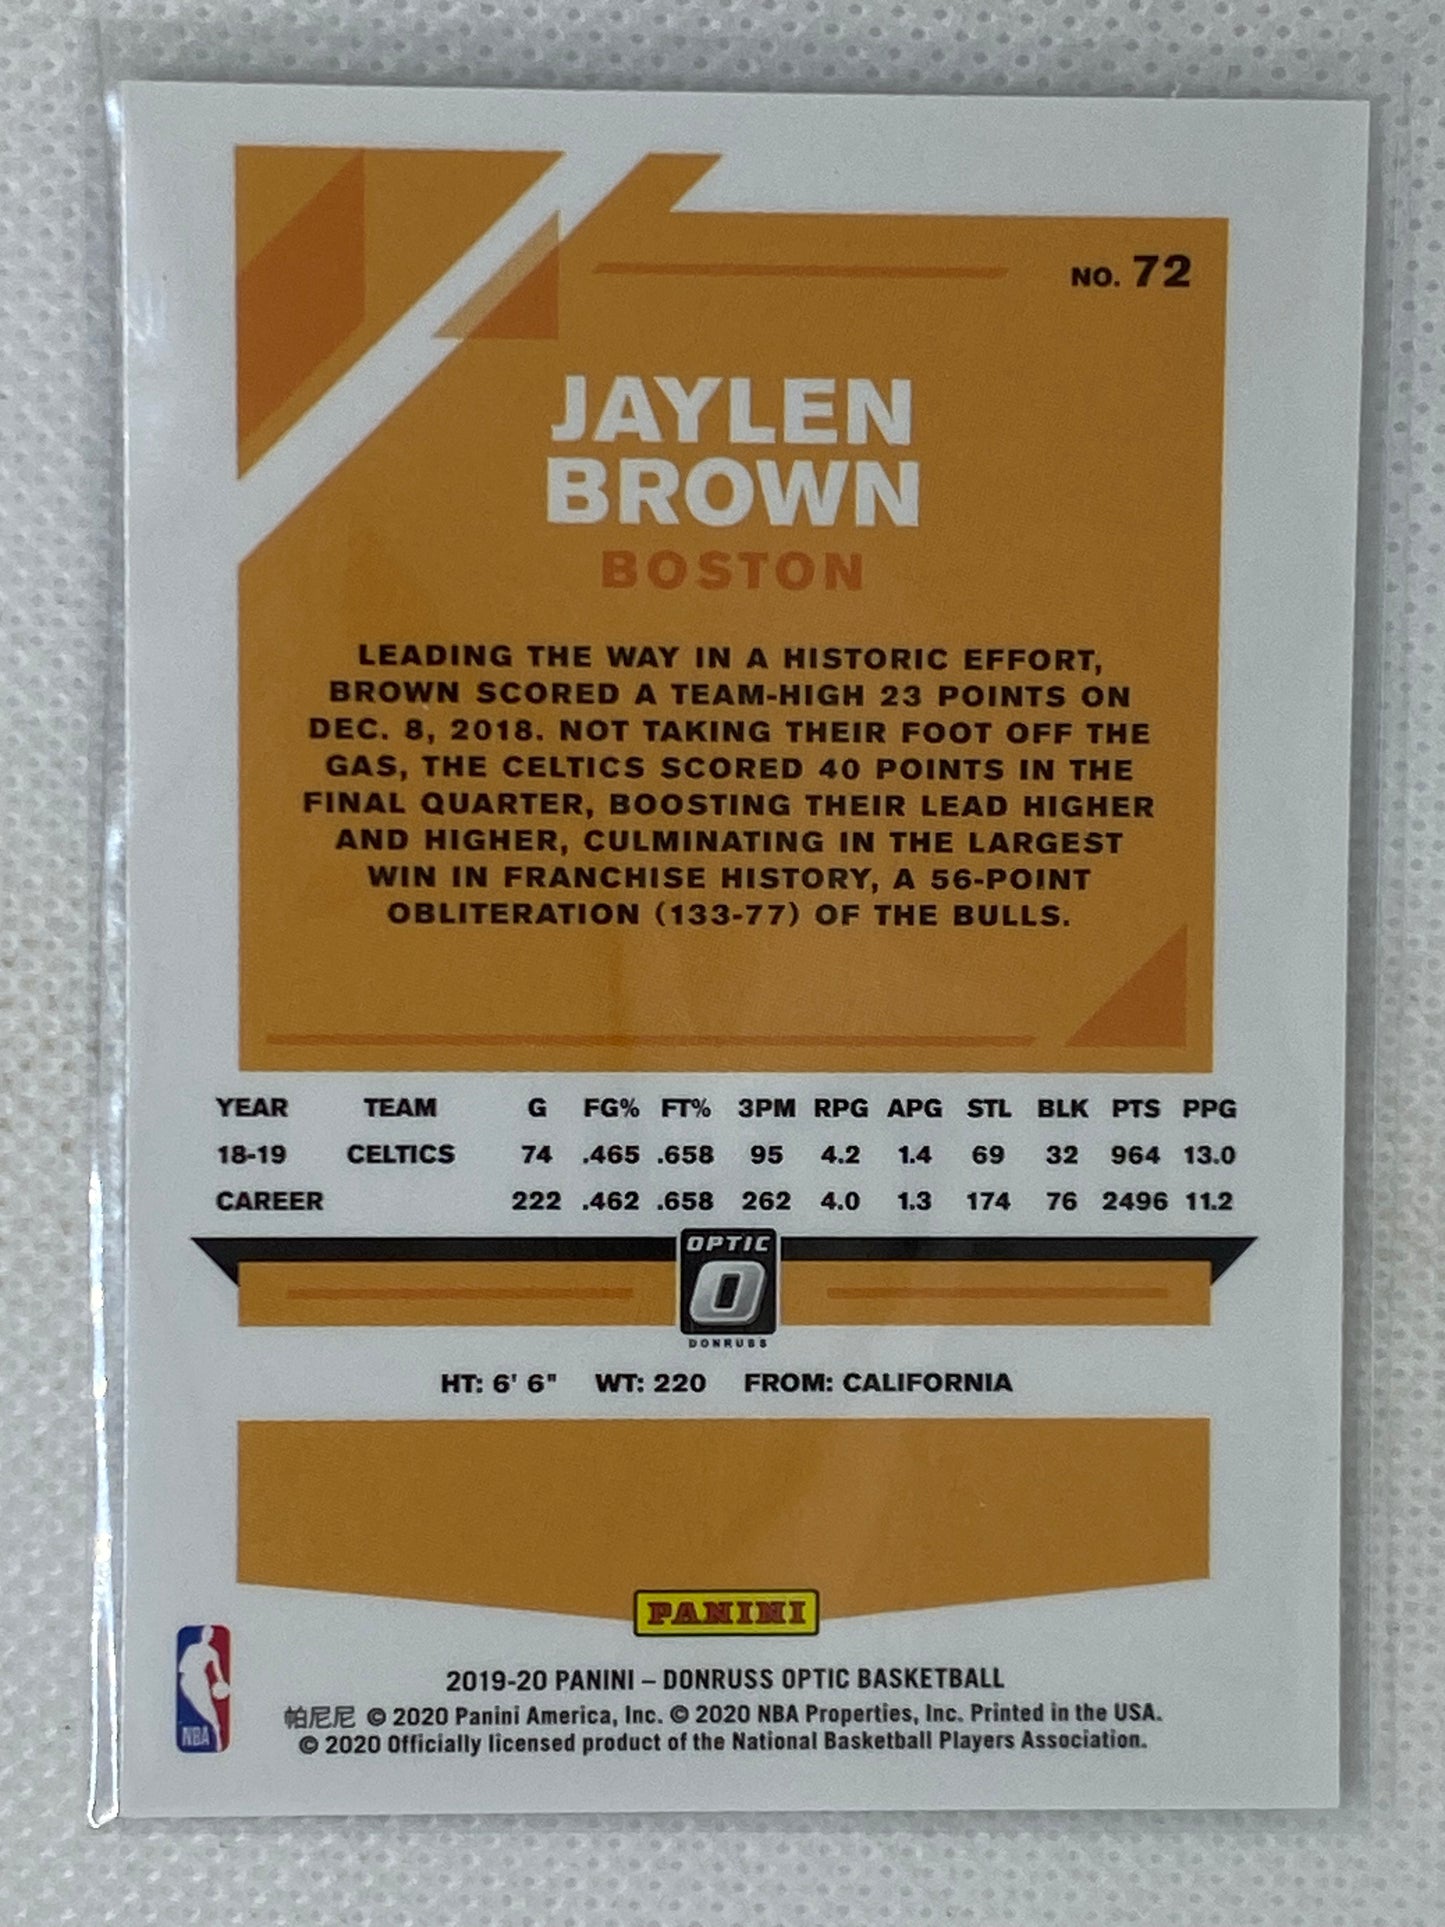 NO. 72
JAYLEN
BROWN
BOSTON
LEADING THE WAY IN A HISTORIC EFFORT,
BROWN SCORED A TEAM-HIGH 23 POINTS ON
DEC. 8, 2018. NOT TAKING THEIR FOOT OFF THE
GAS, THE CELTICS SCORED 40 POINTS IN THE
FINAL QUARTER, BOOSTING THEIR LEAD HIGHER
AND HIGHER, CULMINATING IN THE LARGEST
WIN IN FRANCHISE HISTORY, A 56-POINT
OBLITERATION (133-77) OF THE BULLS.
YEAR TEAM G FG% FT% 3PM RPG APG STL BLK PTS PPG
18-19 CELTICS 74 .465 .658 95 4.2 1.4 69 32 964 13.0
CAREER 222 .462 .658 262 4.0 1.3 174 76 2496 11.2
OPTIC
O
DONRUSS
HT: 6' 6" WT: 220 FROM: CALIFORNIA
PANINI
NBA
2019-20 PANINI – DONRUSS OPTIC BASKETBALL
帕尼尼 © 2020 Panini America, Inc. © 2020 NBA Properties, Inc. Printed in the USA.
© 2020 Officially licensed product of the National Basketball Players Association.